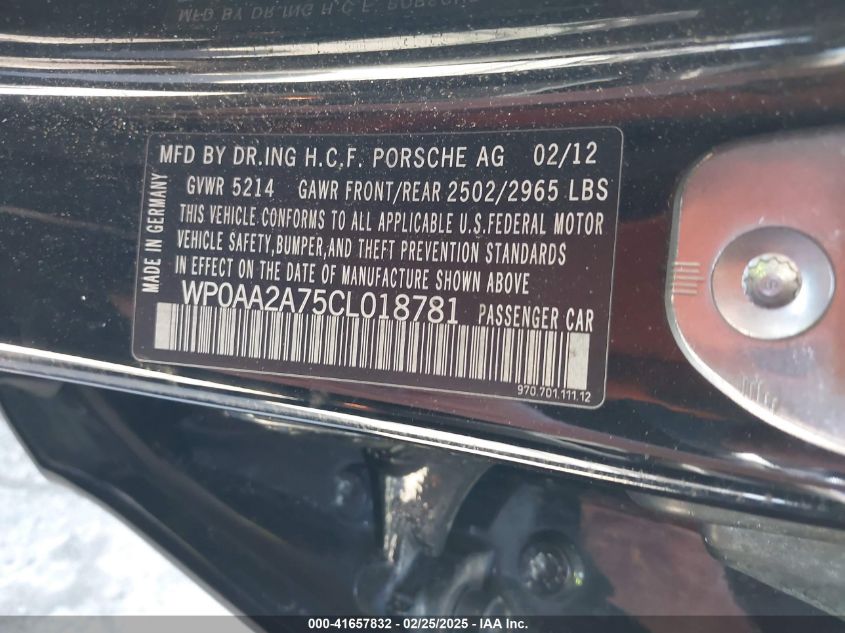 MFD BY DR.ING H.C.F. PORSCHE AG 02/12
GVWR 5214 GAWR FRONT/REAR 2502/2965 LBS
THIS VEHICLE CONFORMS TO ALL APPLICABLE U.S.FEDERAL MOTOR
VEHICLE SAFETY,BUMPER,AND THEFT PREVENTION STANDARDS
IN EFFECT ON THE DATE OF MANUFACTURE SHOWN ABOVE
WP0AA2A75CL018781 PASSENGER CAR
MADE IN GERMANY
970.701.111.12
000-41657832 - 02/25/2025 - IAA Inc.